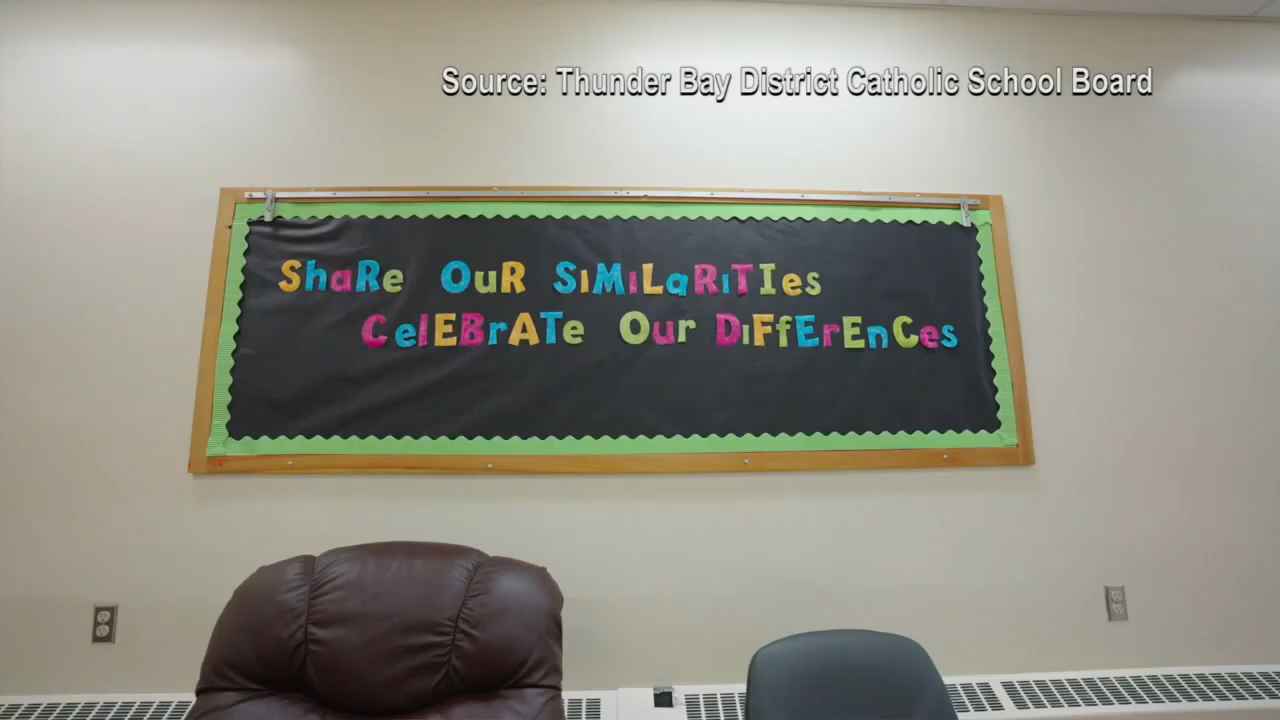 Source: Thunder Bay District Catholic School Board
ShaRe OuR SiMiLaRiTIes
CelEBrATe Our DiFfErEnCes